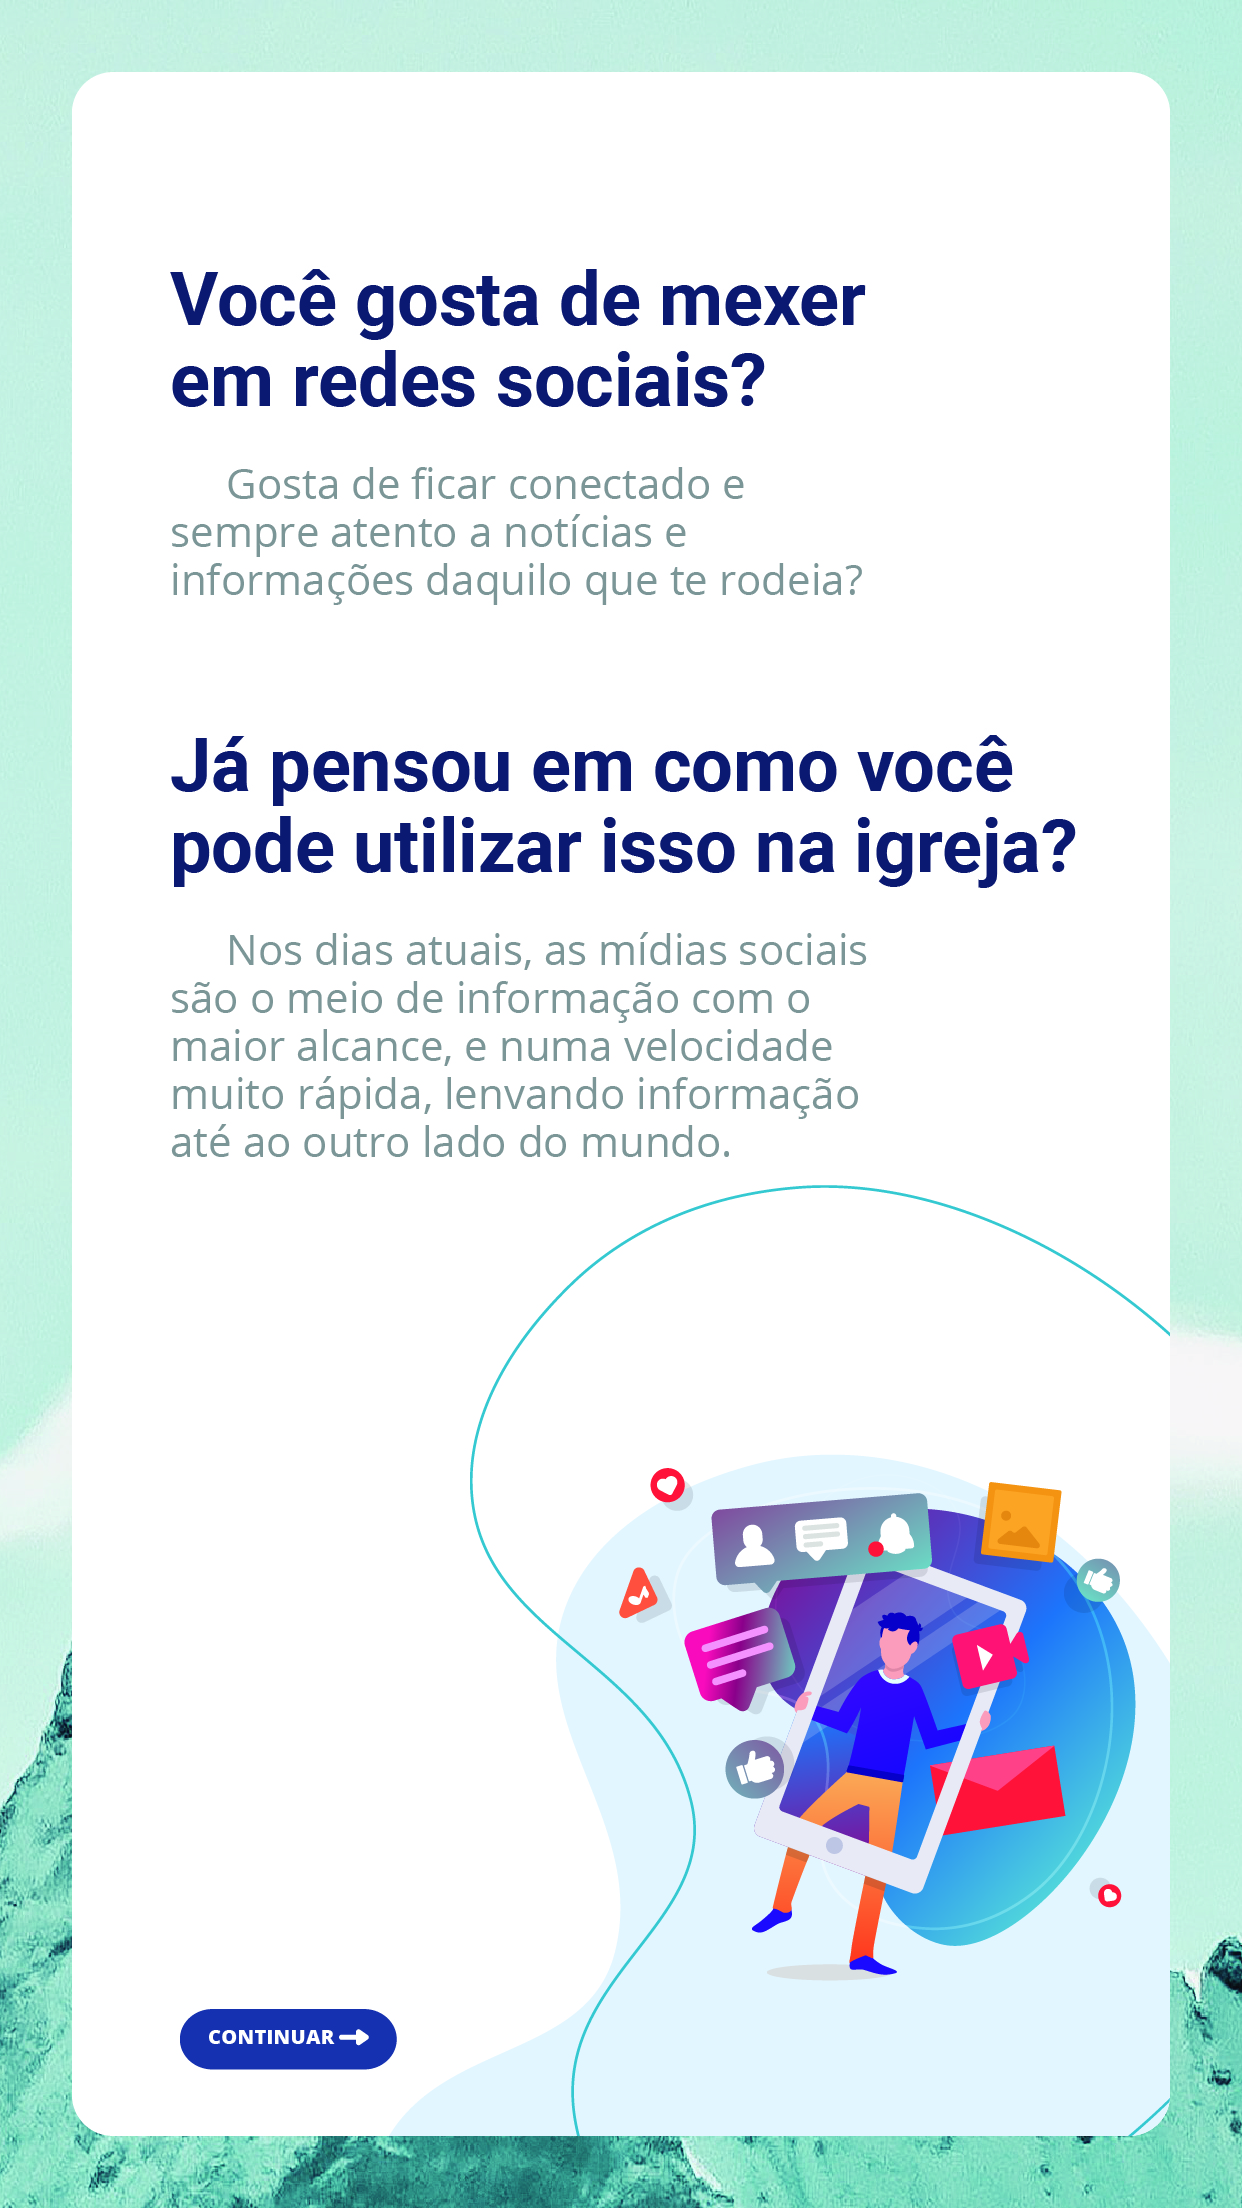 Você gosta de mexer
em redes sociais?
Gosta de ficar conectado e
sempre atento a notícias e
informações daquilo que te rodeia?
Já pensou em como você
pode utilizar isso na igreja?
Nos dias atuais, as mídias sociais
são o meio de informação com o
maior alcance, e numa velocidade
muito rápida, lenvando informação
até ao outro lado do mundo.
CONTINUAR